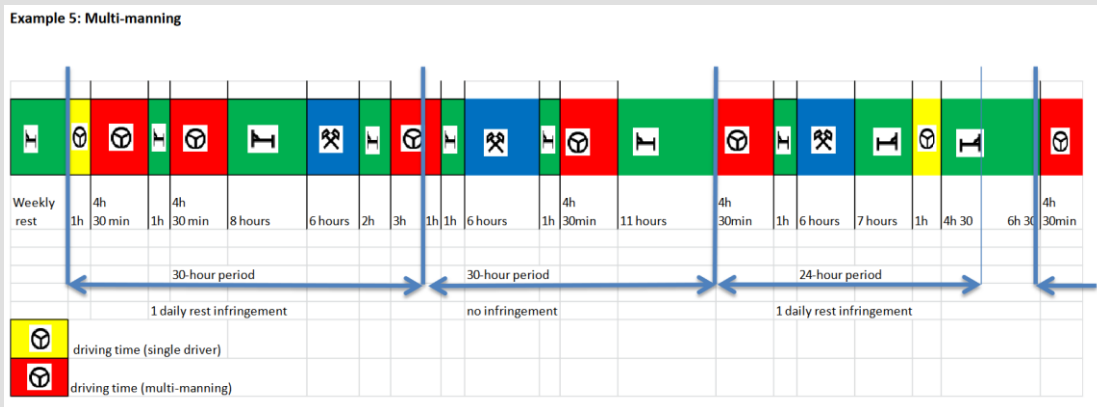 Example 5: Multi-manning
Weekly rest
1h
4h 30 min
1h
4h 30 min
8 hours
6 hours
2h
3h
1h
1h
6 hours
1h
4h 30min
11 hours
4h 30min
1h
6 hours
7 hours
1h
4h 30
6h 30
4h 30min
30-hour period
30-hour period
24-hour period
1 daily rest infringement
no infringement
1 daily rest infringement
driving time (single driver)
driving time (multi-manning)